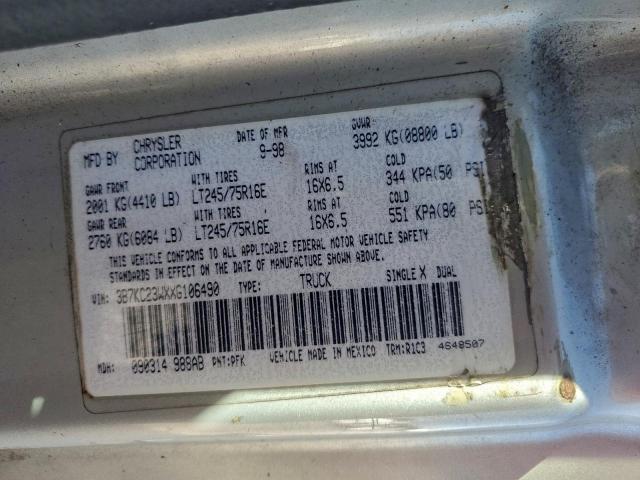 MFD BY CHRYSLER CORPORATION DATE OF MFR 9-98 GVWR 3992 KG(08800 LB)
GAWR FRONT WITH TIRES RIMS AT COLD
2001 KG(4410 LB) LT245/75R16E 16X6.5 344 KPA(50 PSI
GAWR REAR WITH TIRES RIMS AT COLD
2760 KG(6084 LB) LT245/75R16E 16X6.5 551 KPA(80 PSI
THIS VEHICLE CONFORMS TO ALL APPLICABLE FEDERAL MOTOR VEHICLE SAFETY
STANDARDS IN EFFECT ON THE DATE OF MANUFACTURE SHOWN ABOVE.
VIN: 3B7KC23WXXG106490 TYPE: TRUCK SINGLE X DUAL
MDH: 090314 989AB PNT:PFK VEHICLE MADE IN MEXICO TRM:R1C3 4648507